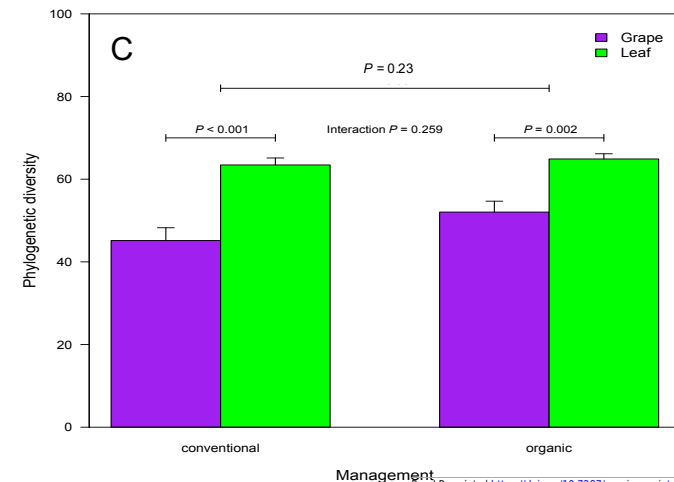 100
C
Grape
Leaf
P = 0.23
80
P < 0.001
Interaction P = 0.259
P = 0.002
60
Phylogenetic diversity
40
20
0
conventional
organic
Management